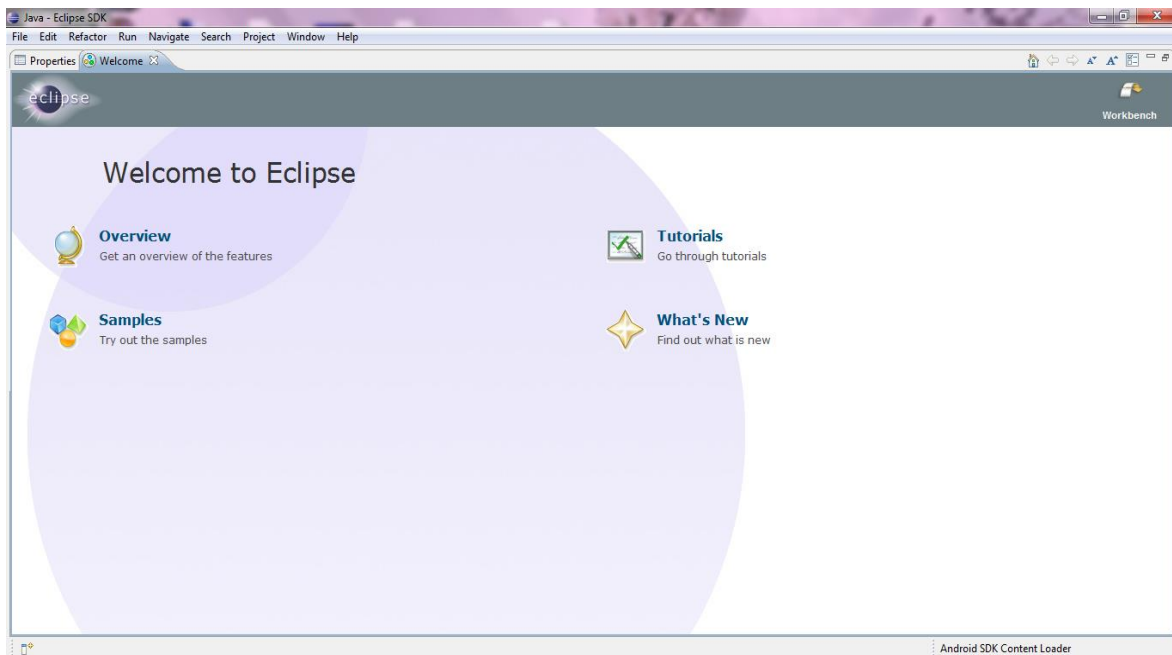 Java - Eclipse SDK
File Edit Refactor Run Navigate Search Project Window Help
Properties Welcome
eclipse
Workbench
Welcome to Eclipse
Overview
Get an overview of the features
Tutorials
Go through tutorials
Samples
Try out the samples
What's New
Find out what is new
Android SDK Content Loader